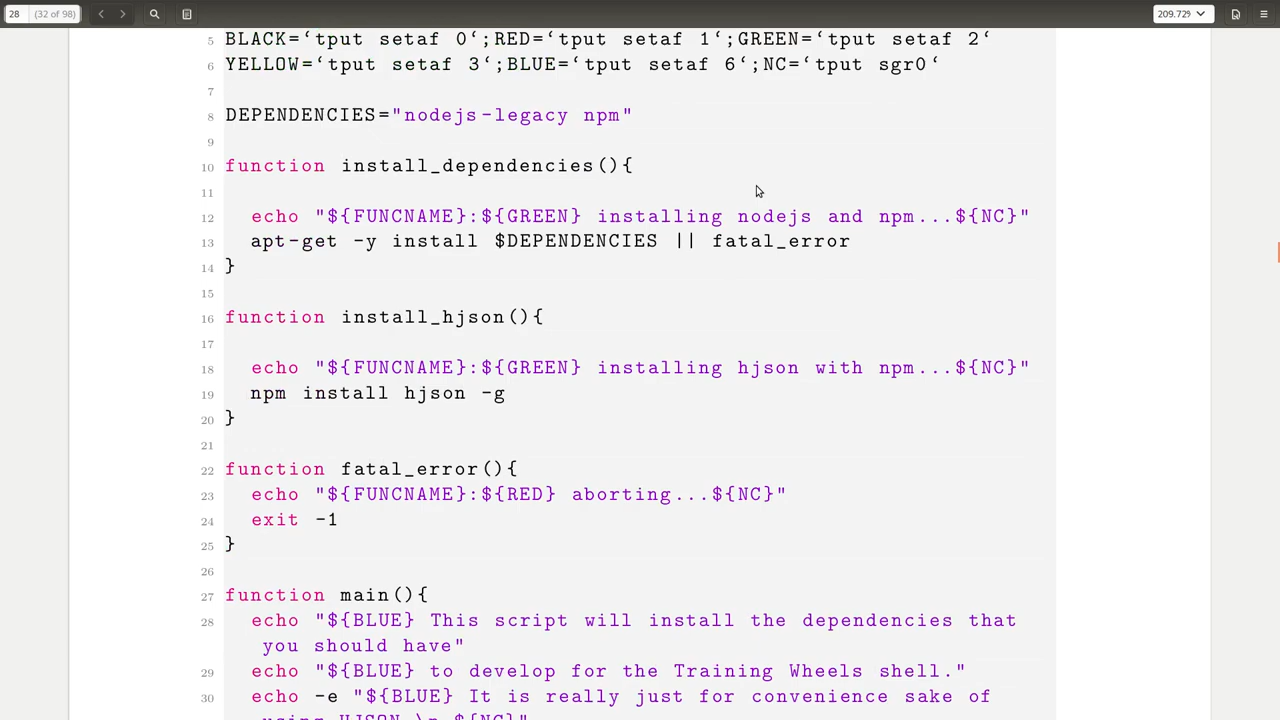 28 (32 of 98) 209.72%
5 BLACK=‘tput setaf 0‘;RED=‘tput setaf 1‘;GREEN=‘tput setaf 2‘
6 YELLOW=‘tput setaf 3‘;BLUE=‘tput setaf 6‘;NC=‘tput sgr0‘
7
8 DEPENDENCIES="nodejs-legacy npm"
9
10 function install_dependencies(){
11
12 echo "${FUNCNAME}:${GREEN} installing nodejs and npm...${NC}"
13 apt-get -y install $DEPENDENCIES || fatal_error
14 }
15
16 function install_hjson(){
17
18 echo "${FUNCNAME}:${GREEN} installing hjson with npm...${NC}"
19 npm install hjson -g
20 }
21
22 function fatal_error(){
23 echo "${FUNCNAME}:${RED} aborting...${NC}"
24 exit -1
25 }
26
27 function main(){
28 echo "${BLUE} This script will install the dependencies that
you should have"
29 echo "${BLUE} to develop for the Training Wheels shell."
30 echo -e "${BLUE} It is really just for convenience sake of
using HJSON.\n ${NC}"